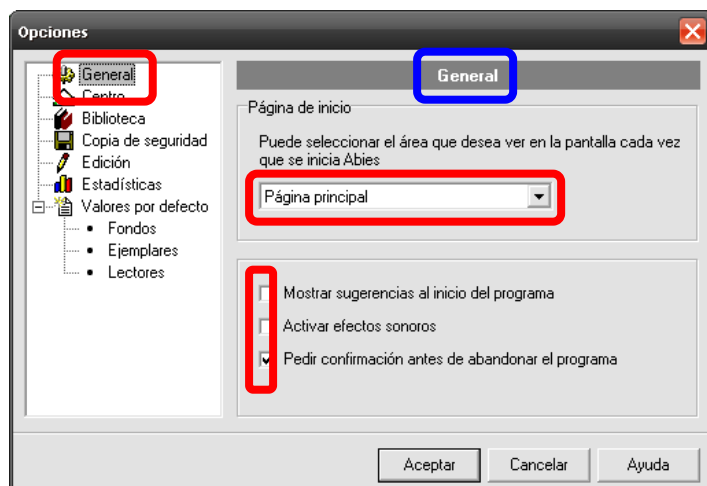 Opciones
General
Centro
Biblioteca
Copia de seguridad
Edición
Estadísticas
Valores por defecto
Fondos
Ejemplares
Lectores
General
Página de inicio
Puede seleccionar el área que desea ver en la pantalla cada vez
que se inicia Abies
Página principal
Mostrar sugerencias al inicio del programa
Activar efectos sonoros
Pedir confirmación antes de abandonar el programa
Aceptar
Cancelar
Ayuda